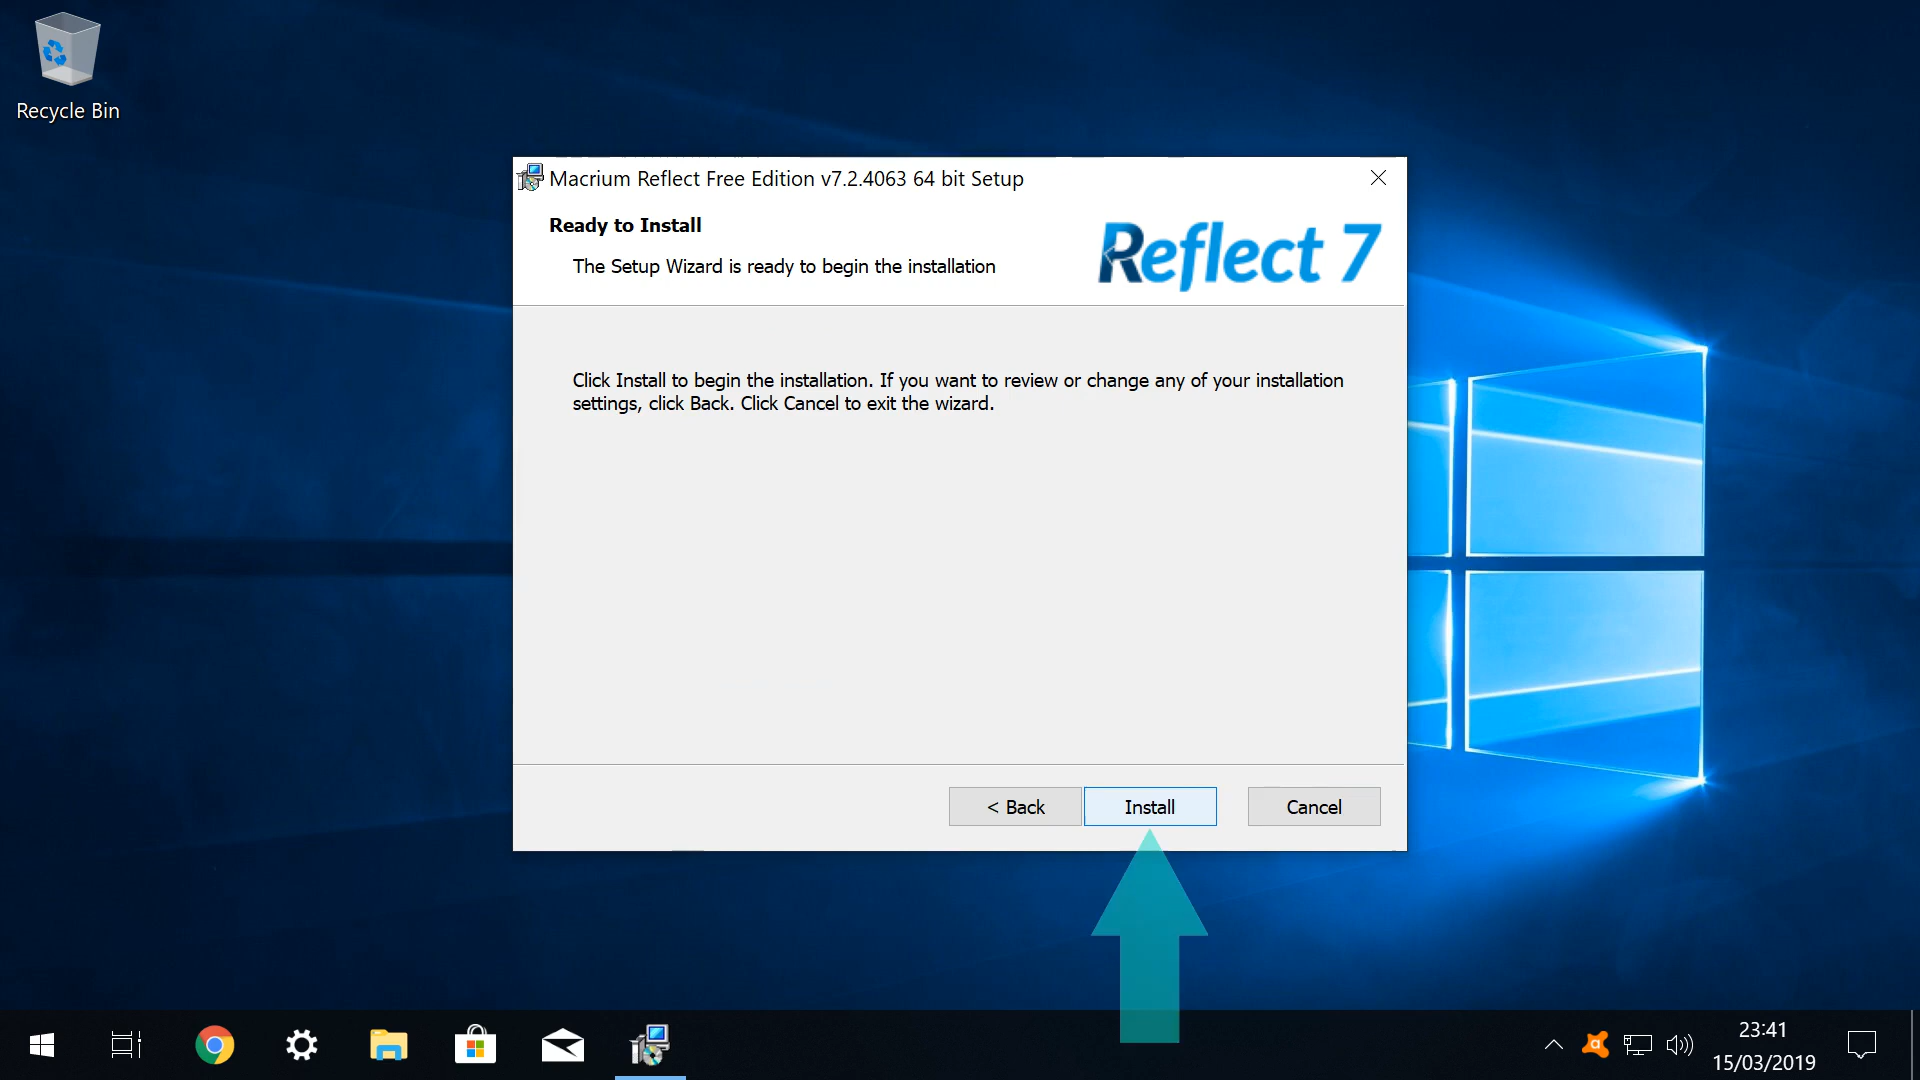 Recycle Bin
Macrium Reflect Free Edition v7.2.4063 64 bit Setup
Ready to Install
The Setup Wizard is ready to begin the installation
Reflect 7
Click Install to begin the installation. If you want to review or change any of your installation
settings, click Back. Click Cancel to exit the wizard.
< Back
Install
Cancel
23:41
15/03/2019